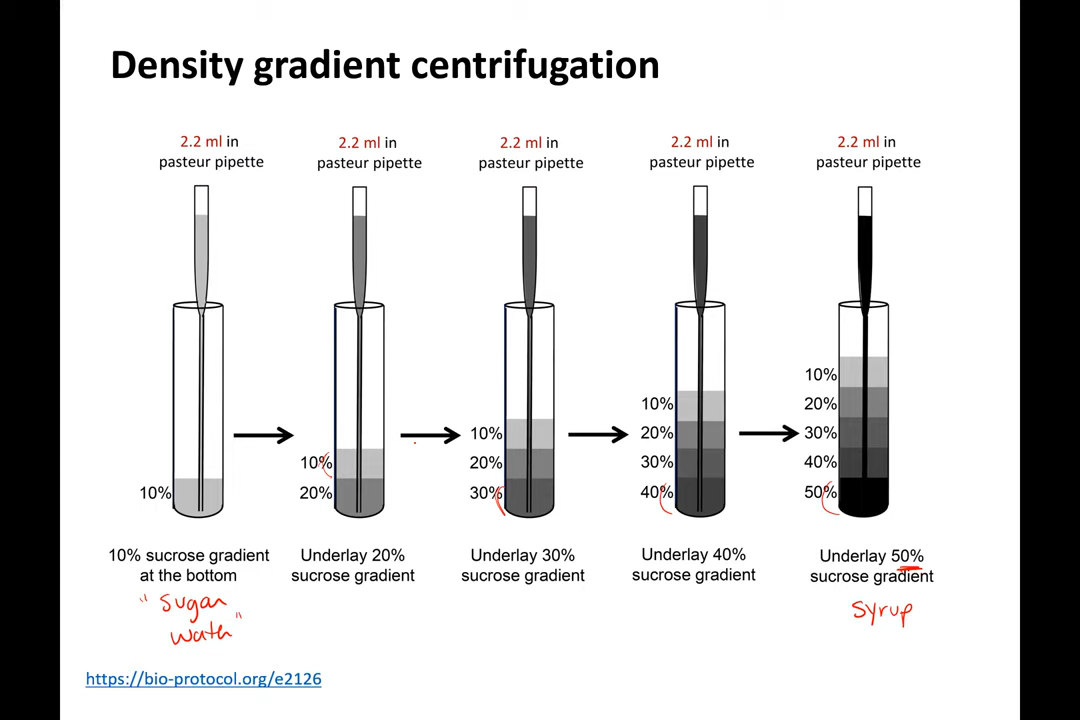 Density gradient centrifugation
2.2 ml in
pasteur pipette
2.2 ml in
pasteur pipette
2.2 ml in
pasteur pipette
2.2 ml in
pasteur pipette
2.2 ml in
pasteur pipette
10%
10%
20%
10%
20%
30%
10%
20%
30%
40%
10%
20%
30%
40%
50%
10% sucrose gradient
at the bottom
Underlay 20%
sucrose gradient
Underlay 30%
sucrose gradient
Underlay 40%
sucrose gradient
Underlay 50%
sucrose gradient
"Sugar
Water"
Syrup
https://bio-protocol.org/e2126